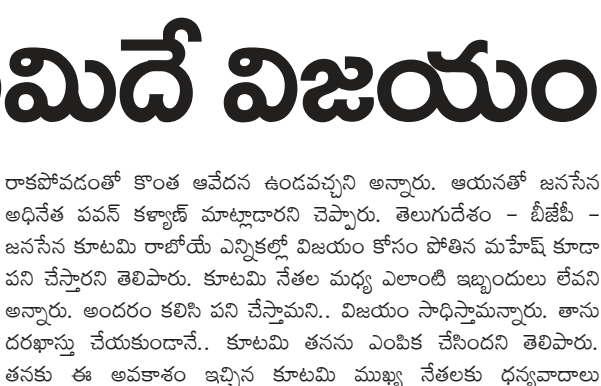 మిదే విజయం
రాకపోవడంతో కొంత ఆవేదన ఉండవచ్చని అన్నారు. ఆయనతో జనసేన
అధినేత పవన్ కళ్యాణ్ మాట్లాడారని చెప్పారు. తెలుగుదేశం - బీజేపీ -
జనసేన కూటమి రాబోయే ఎన్నికల్లో విజయం కోసం పోతిన మహేష్ కూడా
పని చేస్తారని తెలిపారు. కూటమి నేతల మధ్య ఎలాంటి ఇబ్బందులు లేవని
అన్నారు. అందరం కలిసి పని చేస్తామని.. విజయం సాధిస్తామన్నారు. తాను
దరఖాస్తు చేయకుండానే.. కూటమి తనను ఎంపిక చేసిందని తెలిపారు.
తనకు ఈ అవకాశం ఇచ్చిన కూటమి ముఖ్య నేతలకు ధన్యవాదాలు